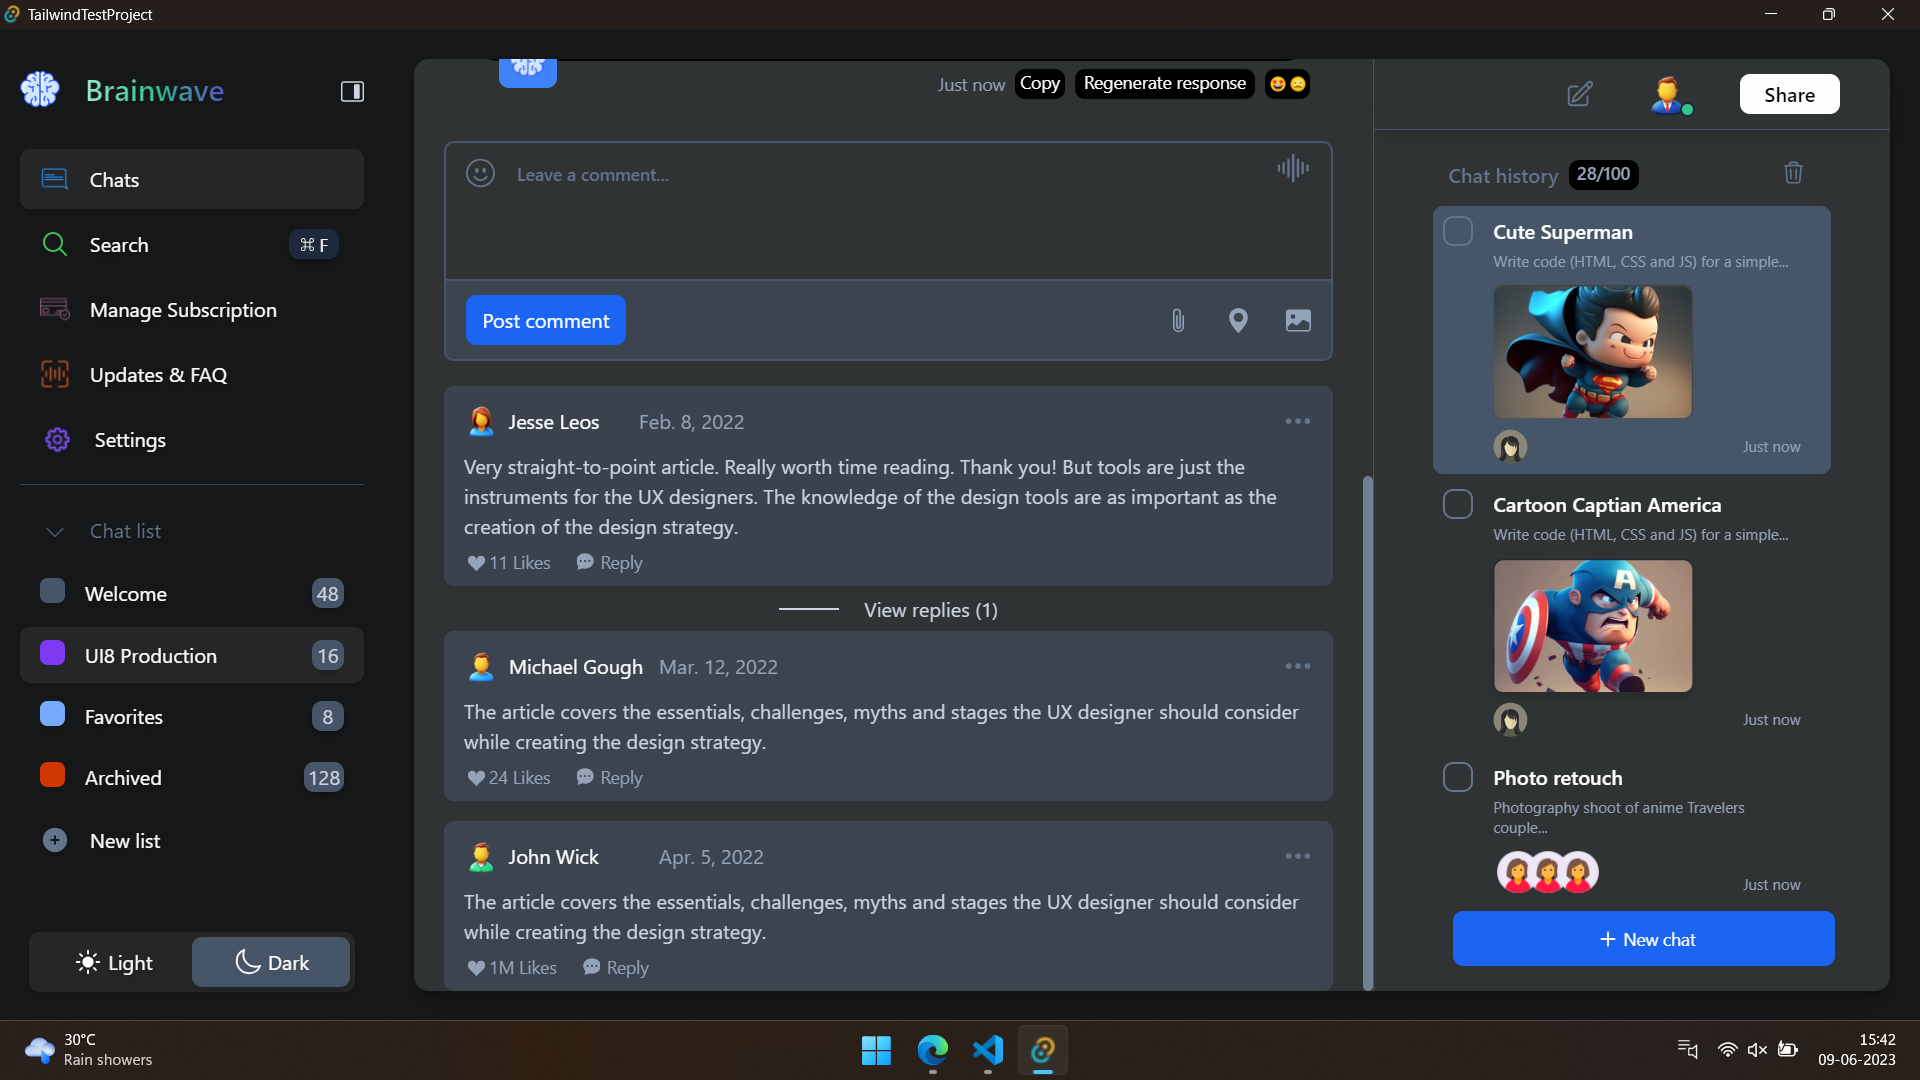 TailwindTestProject
Brainwave
Chats
Search
⌘ F
Manage Subscription
Updates & FAQ
Settings
Chat list
Welcome
48
UI8 Production
16
Favorites
8
Archived
128
New list
Light
Dark
Just now
Copy
Regenerate response
Leave a comment...
Post comment
Jesse Leos
Feb. 8, 2022
Very straight-to-point article. Really worth time reading. Thank you! But tools are just the
instruments for the UX designers. The knowledge of the design tools are as important as the
creation of the design strategy.
11 Likes
Reply
View replies (1)
Michael Gough
Mar. 12, 2022
The article covers the essentials, challenges, myths and stages the UX designer should consider
while creating the design strategy.
24 Likes
Reply
John Wick
Apr. 5, 2022
The article covers the essentials, challenges, myths and stages the UX designer should consider
while creating the design strategy.
1M Likes
Reply
Share
Chat history
28/100
Cute Superman
Write code (HTML, CSS and JS) for a simple...
Just now
Cartoon Captian America
Write code (HTML, CSS and JS) for a simple...
A
Just now
Photo retouch
Photography shoot of anime Travelers
couple...
Just now
+ New chat
30°C
Rain showers
15:42
09-06-2023